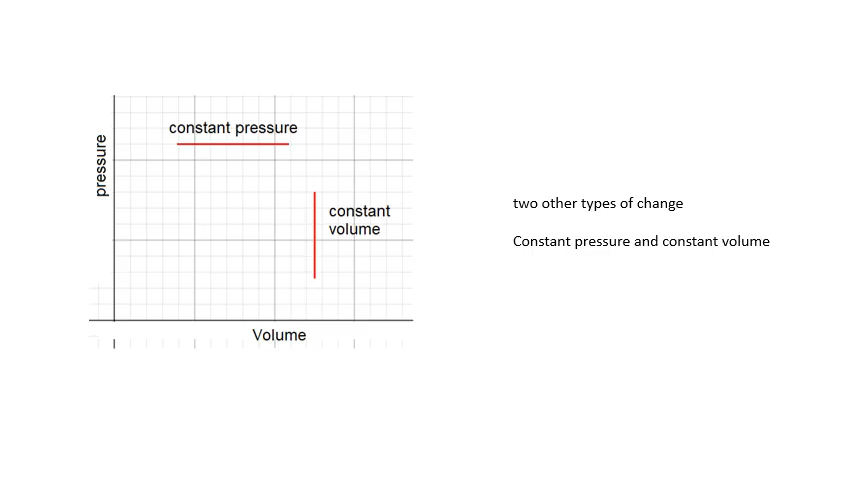 constant pressure
pressure
constant
volume
Volume
two other types of change
Constant pressure and constant volume